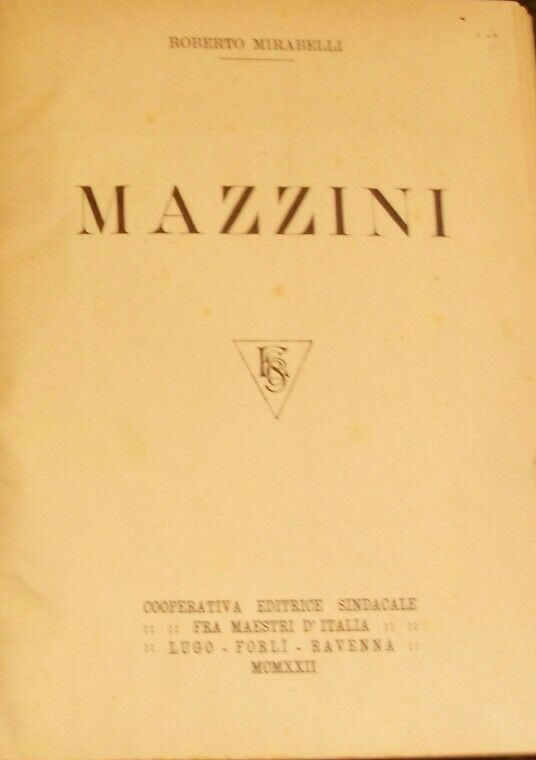 ROBERTO MIRABELLI
MAZZINI
COOPERATIVA EDITRICE SINDACALE
:: :: FRA MAESTRI D'ITALIA :: ::
:: LUGO - FORLÌ - RAVENNA ::
MCMXXII